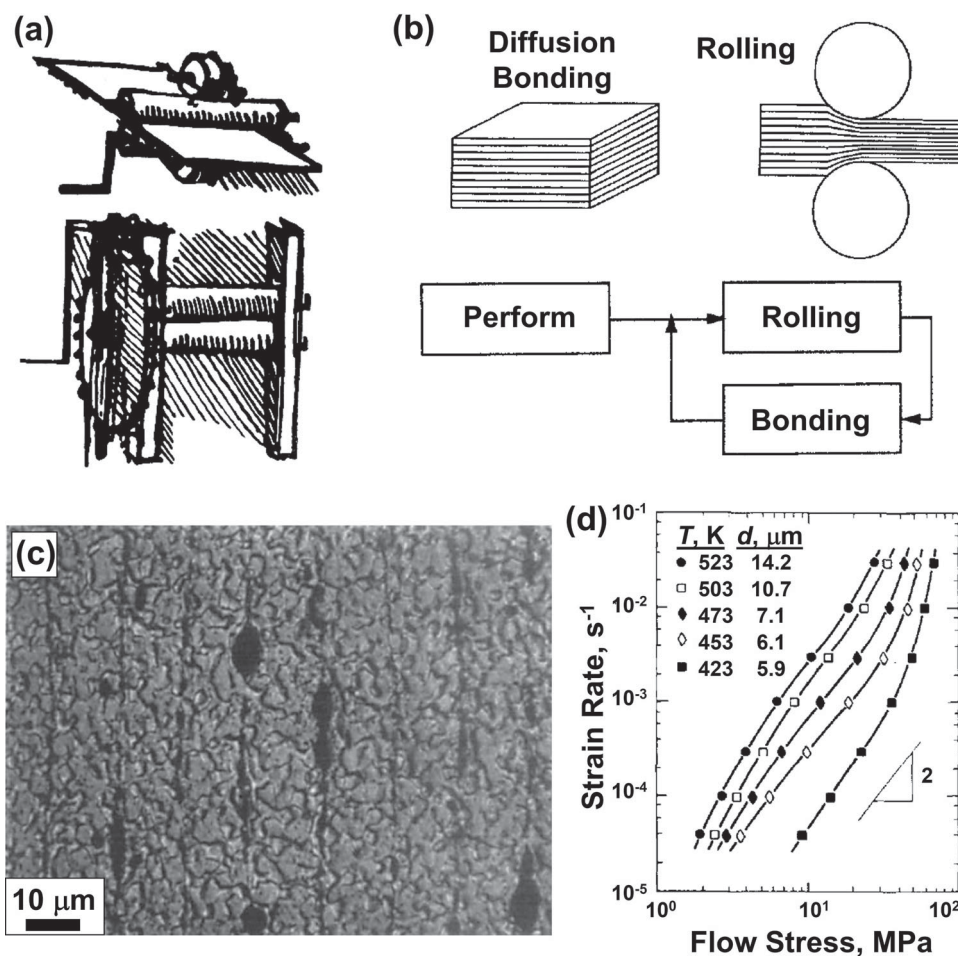 (a)
(b)
Diffusion
Bonding
Rolling
Perform
Rolling
Bonding
(c)
10 μm
(d)
T, K d, μm
523 14.2
503 10.7
473 7.1
453 6.1
423 5.9
2
10⁻¹
10⁻²
10⁻³
10⁻⁴
10⁻⁵
Strain Rate, s⁻¹
10⁰ 10¹ 10²
Flow Stress, MPa